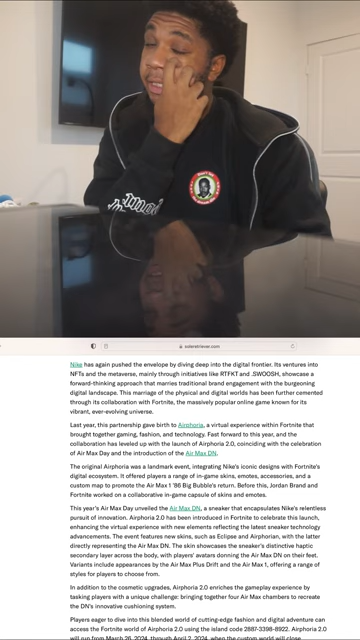 soleretriever.com
Nike has again pushed the envelope by diving deep into the digital frontier. Its ventures into
NFTs and the metaverse, mainly through initiatives like RTFKT and .SWOOSH, showcase a
forward-thinking approach that marries traditional brand engagement with the burgeoning
digital landscape. This marriage of the physical and digital worlds has been further cemented
through its collaboration with Fortnite, the massively popular online game known for its
vibrant, ever-evolving universe.
Last year, this partnership gave birth to Airphoria, a virtual experience within Fortnite that
brought together gaming, fashion, and technology. Fast forward to this year, and the
collaboration has leveled up with the launch of Airphoria 2.0, coinciding with the celebration
of Air Max Day and the introduction of the Air Max DN.
The original Airphoria was a landmark event, integrating Nike's iconic designs with Fortnite's
digital ecosystem. It offered players a range of in-game skins, emotes, accessories, and a
custom map to promote the Air Max 1 '86 Big Bubble's return. Before this, Jordan Brand and
Fortnite worked on a collaborative in-game capsule of skins and emotes.
This year's Air Max Day unveiled the Air Max DN, a sneaker that encapsulates Nike's relentless
pursuit of innovation. Airphoria 2.0 has been introduced in Fortnite to celebrate this launch,
enhancing the virtual experience with new elements reflecting the latest sneaker technology
advancements. The event features new skins, such as Eclipse and Airphorian, with the latter
directly representing the Air Max DN. The skin showcases the sneaker's distinctive haptic
secondary layer across the body, with players' avatars donning the Air Max DN on their feet.
Variants include appearances by the Air Max Plus Drift and the Air Max 1, offering a range of
styles for players to choose from.
In addition to the cosmetic upgrades, Airphoria 2.0 enriches the gameplay experience by
tasking players with a unique challenge: bringing together four Air Max chambers to recreate
the DN's innovative cushioning system.
Players eager to dive into this blended world of cutting-edge fashion and digital adventure can
access the Fortnite world of Airphoria 2.0 using the island code 2887-3398-8922. Airphoria 2.0
will run from March 26, 2024, through April 2, 2024, when the custom world will close